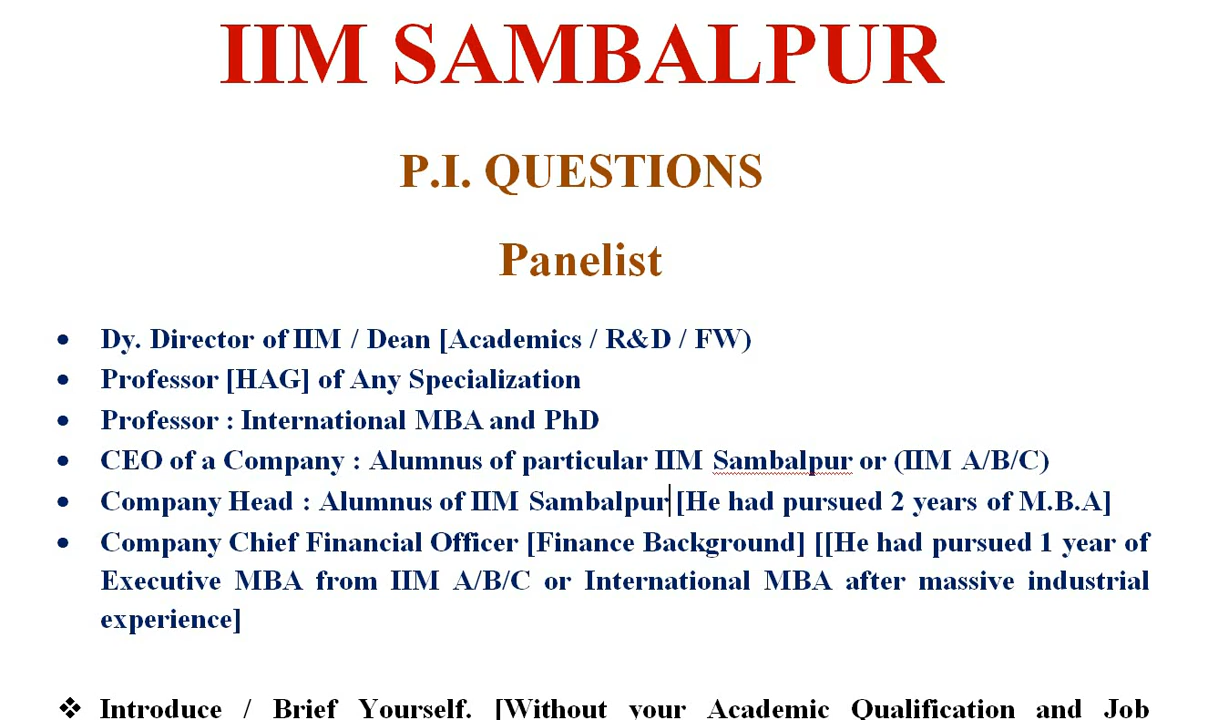 IIM SAMBALPUR
P.I. QUESTIONS
Panelist
• Dy. Director of IIM / Dean [Academics / R&D / FW)
• Professor [HAG] of Any Specialization
• Professor : International MBA and PhD
• CEO of a Company : Alumnus of particular IIM Sambalpur or (IIM A/B/C)
• Company Head : Alumnus of IIM Sambalpur [He had pursued 2 years of M.B.A]
• Company Chief Financial Officer [Finance Background] [[He had pursued 1 year of
Executive MBA from IIM A/B/C or International MBA after massive industrial
experience]
❖ Introduce / Brief Yourself. [Without your Academic Qualification and Job